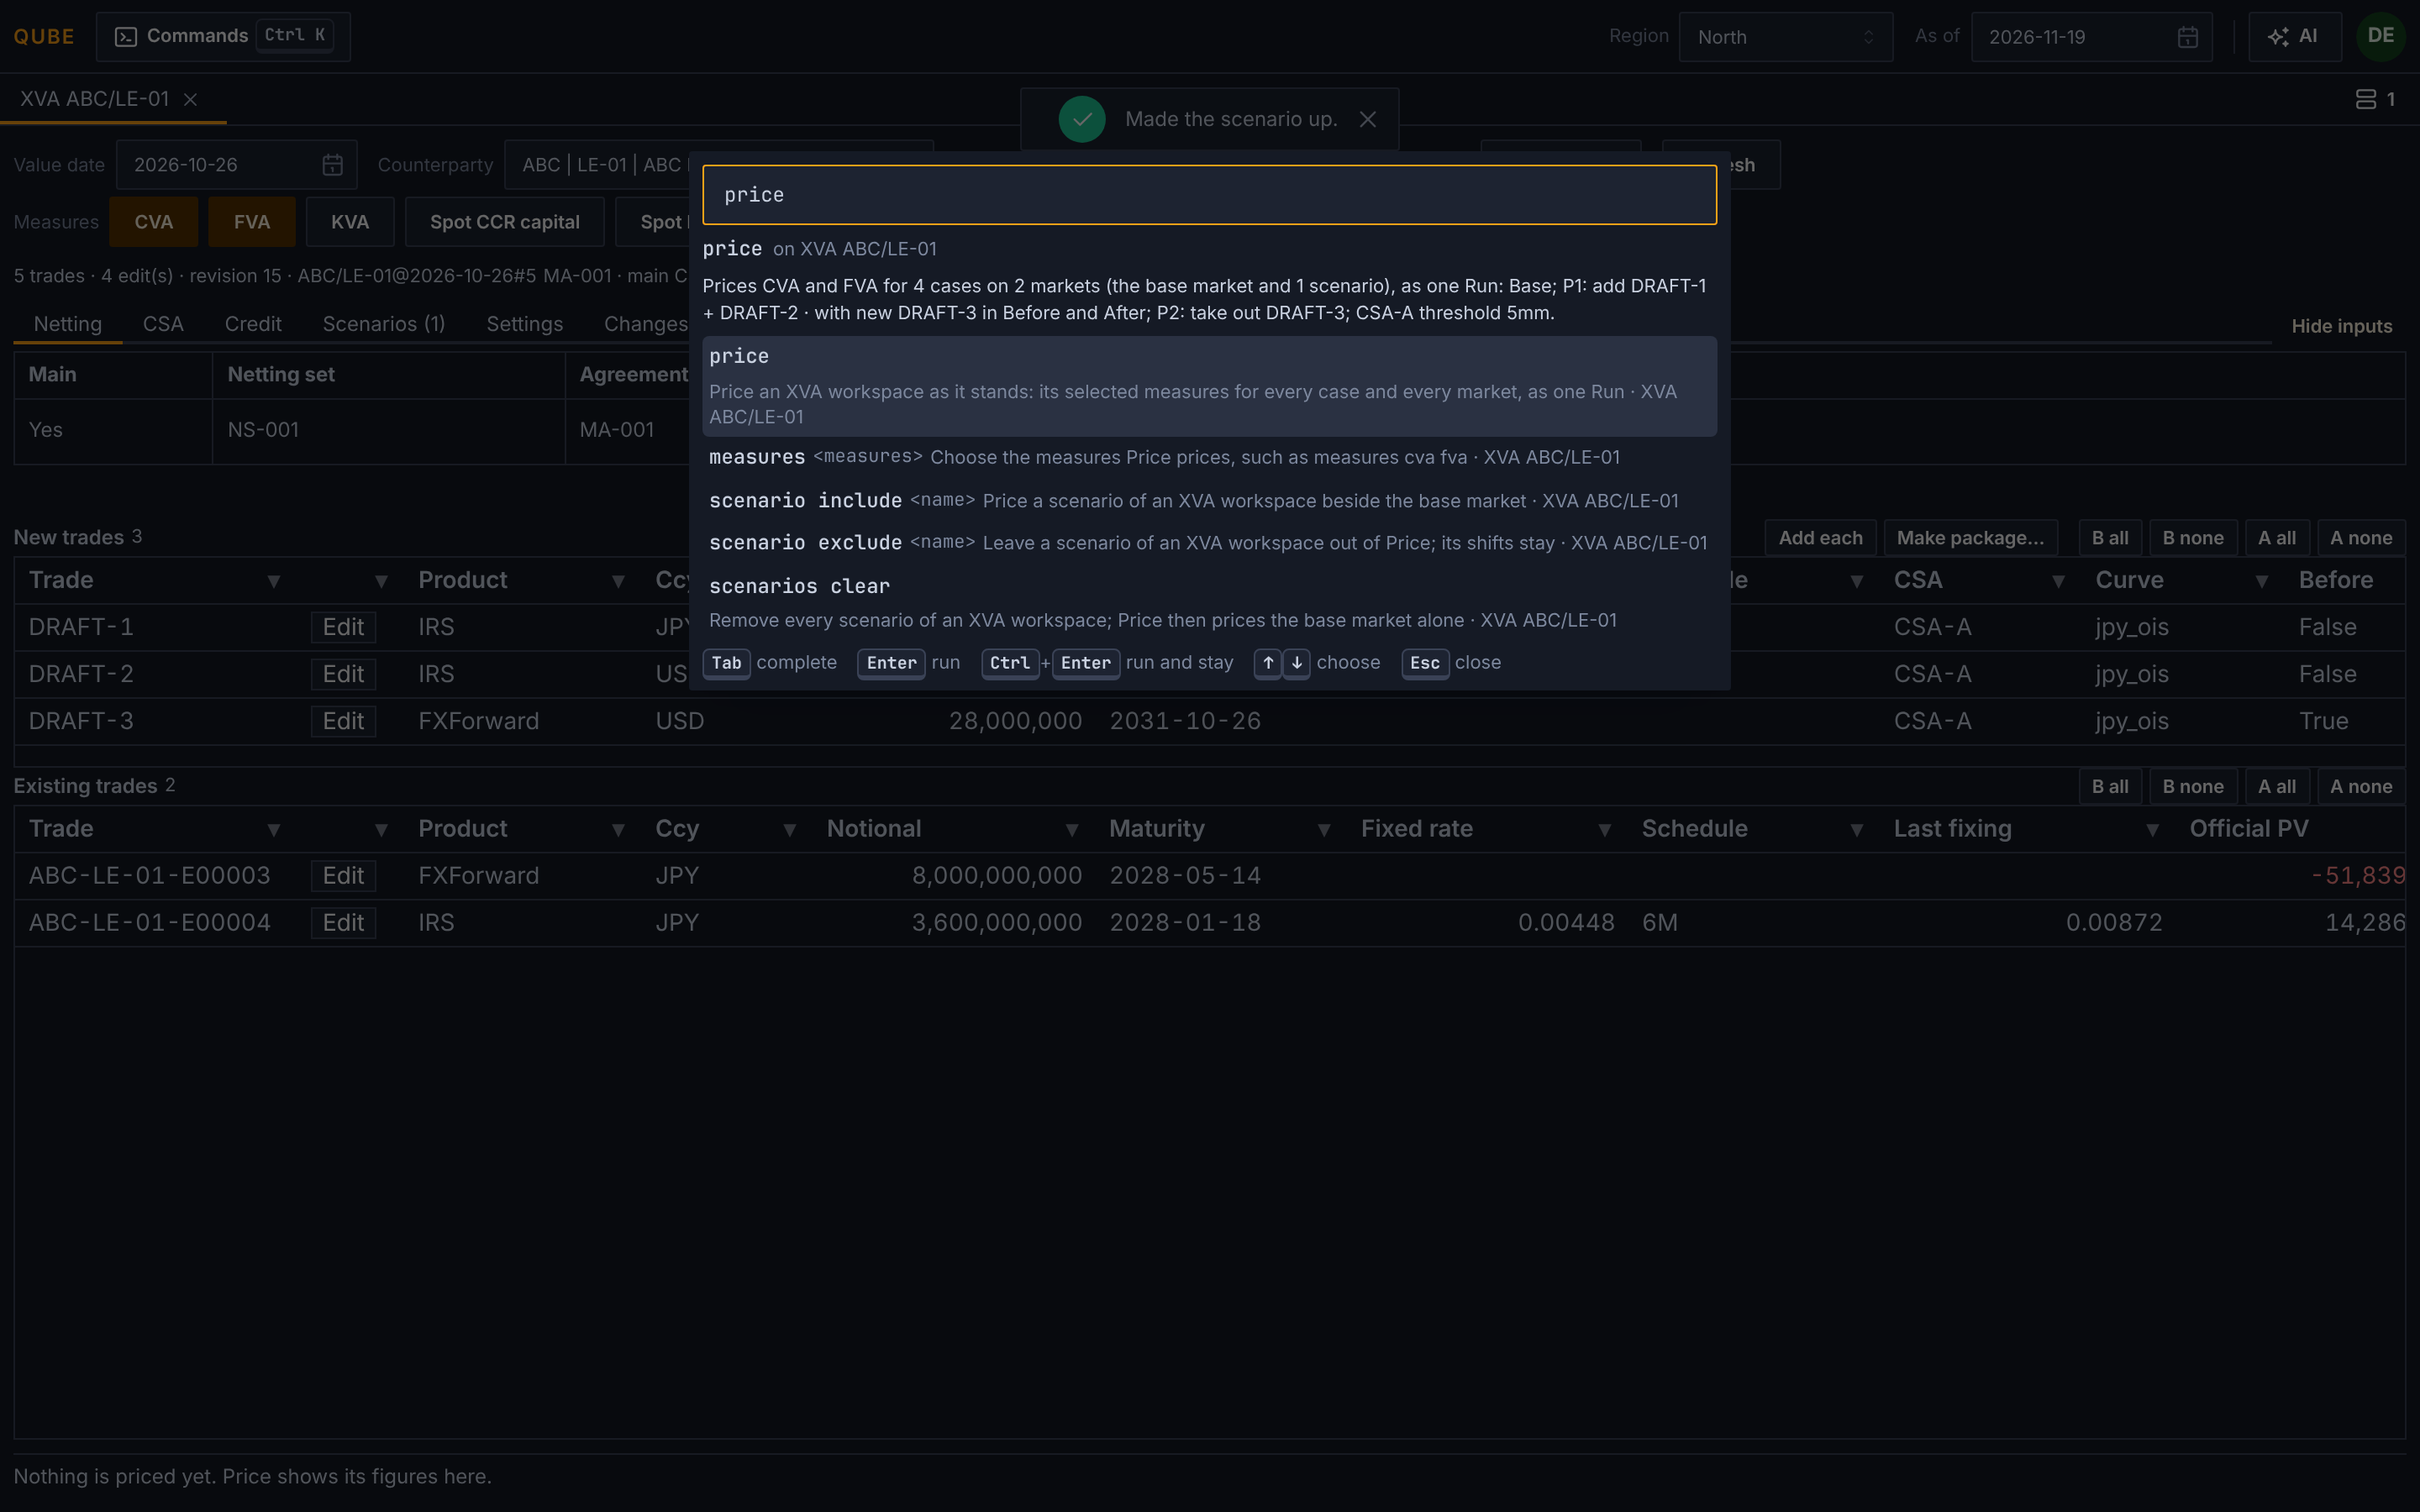 QUBE Commands Ctrl K Region North As of 2026-11-19 AI DE
XVA ABC/LE-01 1
Made the scenario up.
Value date 2026-10-26 Counterparty ABC | LE-01 | ABC
Measures CVA FVA KVA Spot CCR capital Spot
5 trades · 4 edit(s) · revision 15 · ABC/LE-01@2026-10-26#5 MA-001 · main
Netting CSA Credit Scenarios (1) Settings Changes Hide inputs
Main Netting set Agreement
Yes NS-001 MA-001
price
price on XVA ABC/LE-01
Prices CVA and FVA for 4 cases on 2 markets (the base market and 1 scenario), as one Run: Base; P1: add DRAFT-1
+ DRAFT-2 · with new DRAFT-3 in Before and After; P2: take out DRAFT-3; CSA-A threshold 5mm.
price
Price an XVA workspace as it stands: its selected measures for every case and every market, as one Run · XVA
ABC/LE-01
measures <measures> Choose the measures Price prices, such as measures cva fva · XVA ABC/LE-01
scenario include <name> Price a scenario of an XVA workspace beside the base market · XVA ABC/LE-01
scenario exclude <name> Leave a scenario of an XVA workspace out of Price; its shifts stay · XVA ABC/LE-01
scenarios clear
Remove every scenario of an XVA workspace; Price then prices the base market alone · XVA ABC/LE-01
Tab complete Enter run Ctrl + Enter run and stay ↑ ↓ choose Esc close
New trades 3 Add each Make package... B all B none A all A none
Trade Product CSA Curve Before
DRAFT-1 Edit IRS CSA-A jpy_ois False
DRAFT-2 Edit IRS CSA-A jpy_ois False
DRAFT-3 Edit FXForward USD 28,000,000 2031-10-26 CSA-A jpy_ois True
Existing trades 2 B all B none A all A none
Trade Product Ccy Notional Maturity Fixed rate Schedule Last fixing Official PV
ABC-LE-01-E00003 Edit FXForward JPY 8,000,000,000 2028-05-14 -51,839
ABC-LE-01-E00004 Edit IRS JPY 3,600,000,000 2028-01-18 0.00448 6M 0.00872 14,286
Nothing is priced yet. Price shows its figures here.